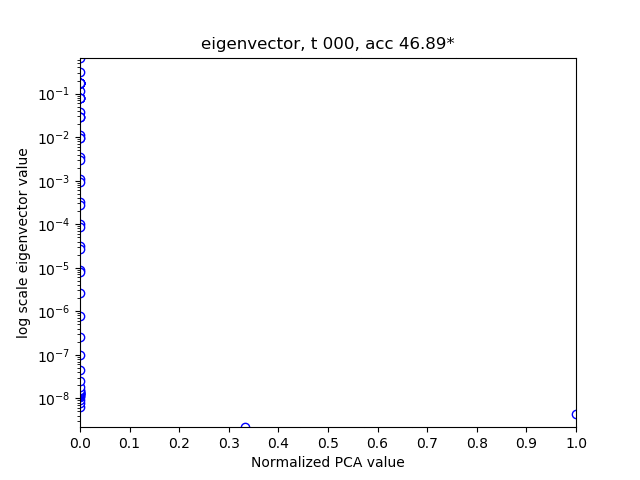 eigenvector, t 000, acc 46.89*
log scale eigenvector value
10⁻¹
10⁻²
10⁻³
10⁻⁴
10⁻⁵
10⁻⁶
10⁻⁷
10⁻⁸
0.0 0.1 0.2 0.3 0.4 0.5 0.6 0.7 0.8 0.9 1.0
Normalized PCA value